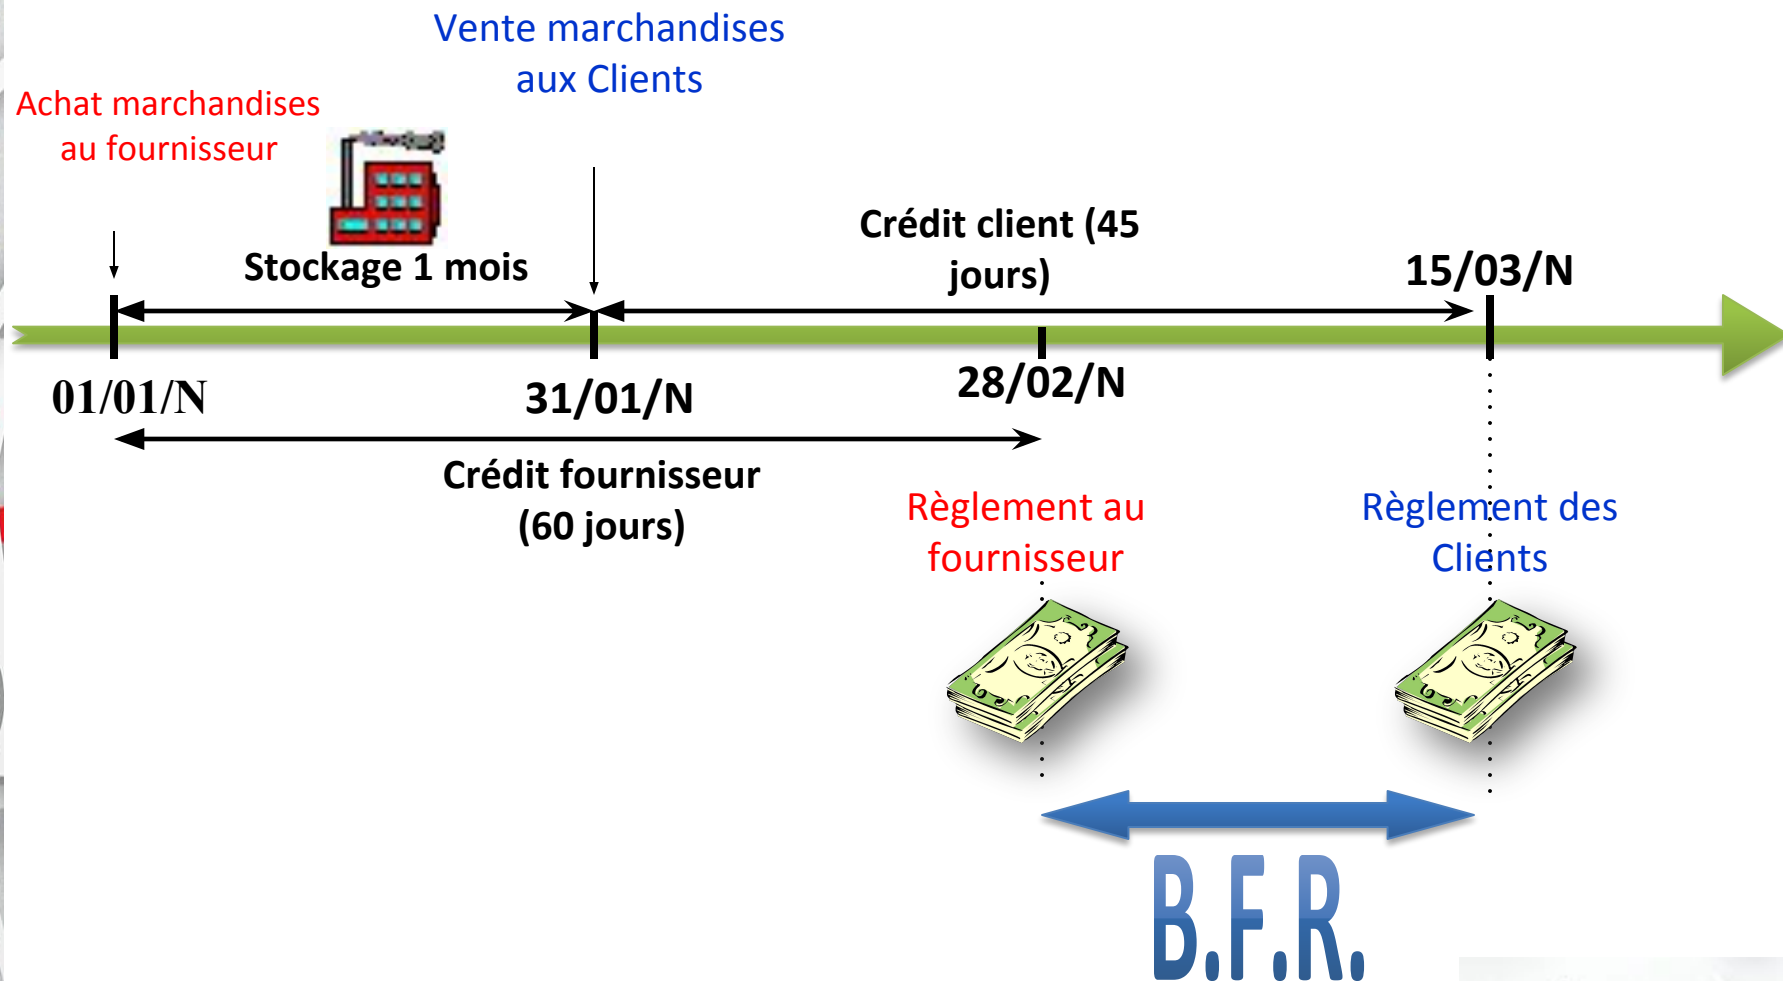 Vente marchandises
aux Clients
Achat marchandises
au fournisseur
Stockage 1 mois
Crédit client (45
jours)
15/03/N
01/01/N
31/01/N
28/02/N
Crédit fournisseur
(60 jours)
Règlement au
fournisseur
Règlement des
Clients
B.F.R.